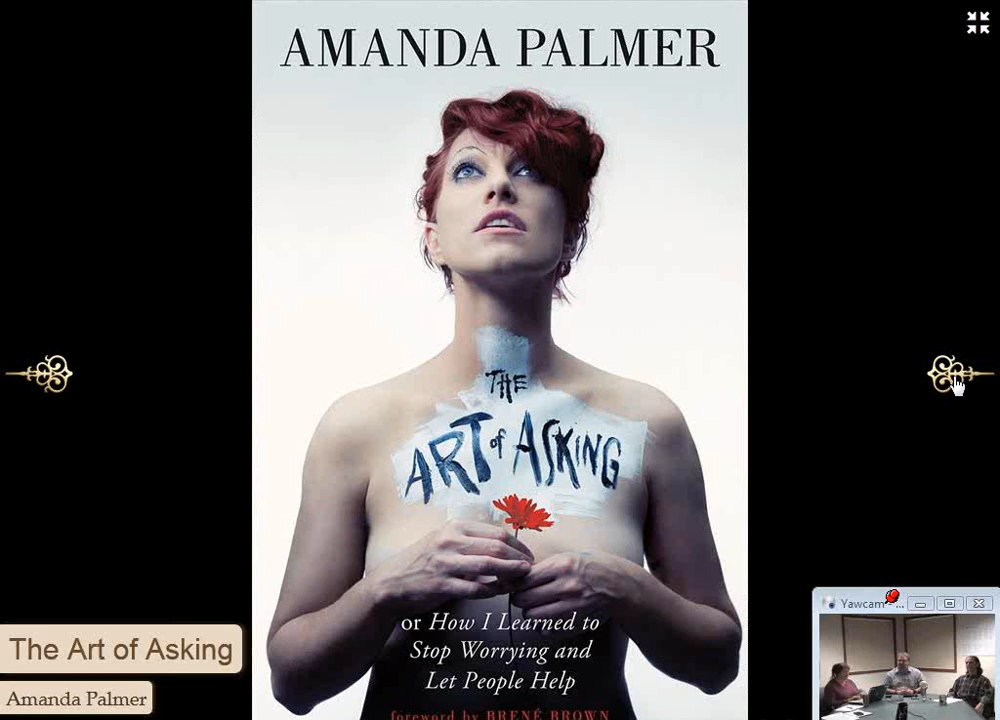 AMANDA PALMER
THE
ART of ASKING
or How I Learned to
Stop Worrying and
Let People Help
foreword by BRENÉ BROWN
The Art of Asking
Amanda Palmer
Yawcam - ...